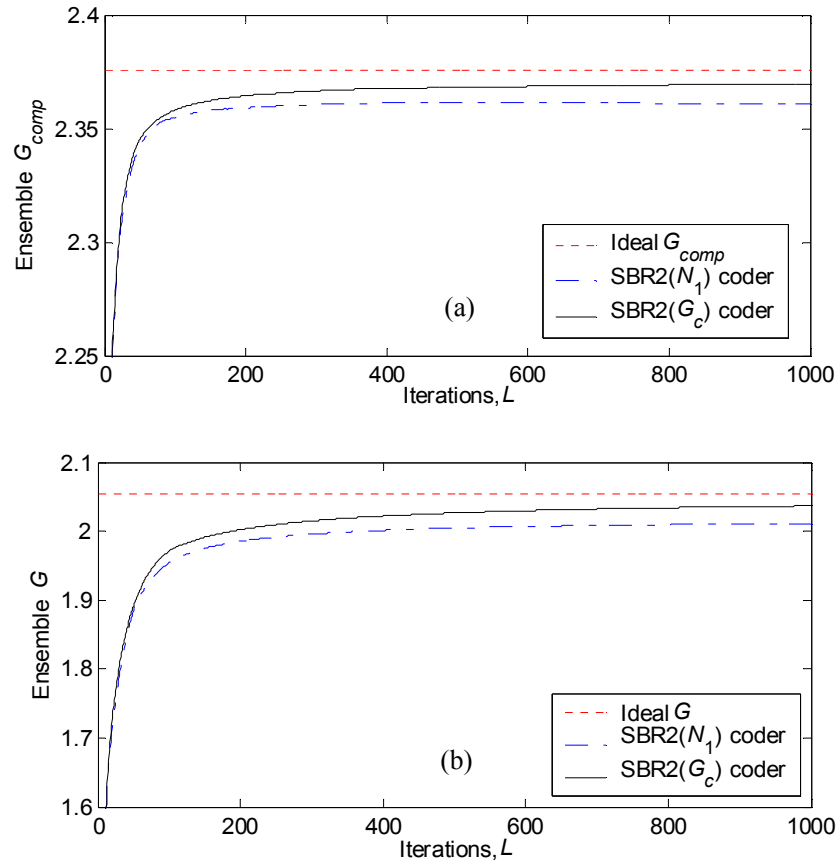 2.4
2.35
2.3
2.25
Ensemble G_comp
0 200 400 600 800 1000
Iterations, L
(a)
Ideal G_comp
SBR2(N_1) coder
SBR2(G_c) coder
2.1
2
1.9
1.8
1.7
1.6
Ensemble G
0 200 400 600 800 1000
Iterations, L
(b)
Ideal G
SBR2(N_1) coder
SBR2(G_c) coder